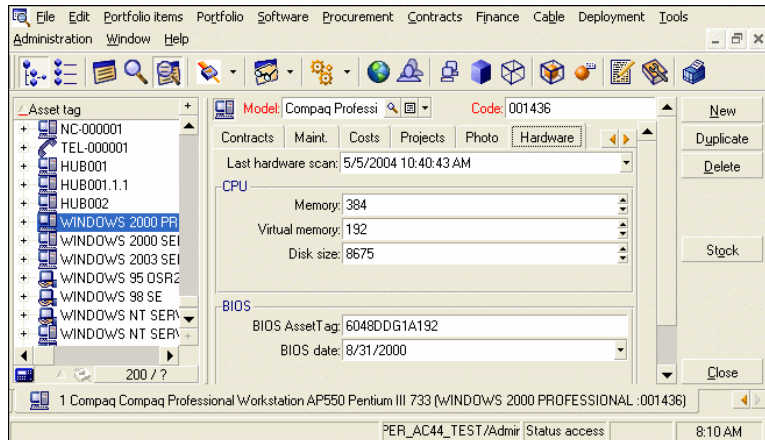 File Edit Portfolio items Portfolio Software Procurement Contracts Finance Cable Deployment Tools
Administration Window Help
Asset tag
NC-000001
TEL-000001
HUB001
HUB001.1.1
HUB002
WINDOWS 2000 PR
WINDOWS 2000 SE
WINDOWS 2003 SE
WINDOWS 95 OSR2
WINDOWS 98 SE
WINDOWS NT SERV
WINDOWS NT SERV
200 / ?
Model: Compaq Professi Code: 001436
Contracts Maint. Costs Projects Photo Hardware
Last hardware scan: 5/5/2004 10:40:43 AM
CPU
Memory: 384
Virtual memory: 192
Disk size: 8675
BIOS
BIOS AssetTag: 6048DDG1A192
BIOS date: 8/31/2000
New
Duplicate
Delete
Stock
Close
1 Compaq Compaq Professional Workstation AP550 Pentium III 733 (WINDOWS 2000 PROFESSIONAL :001436)
PER_AC44_TEST/Admir Status access 8:10 AM